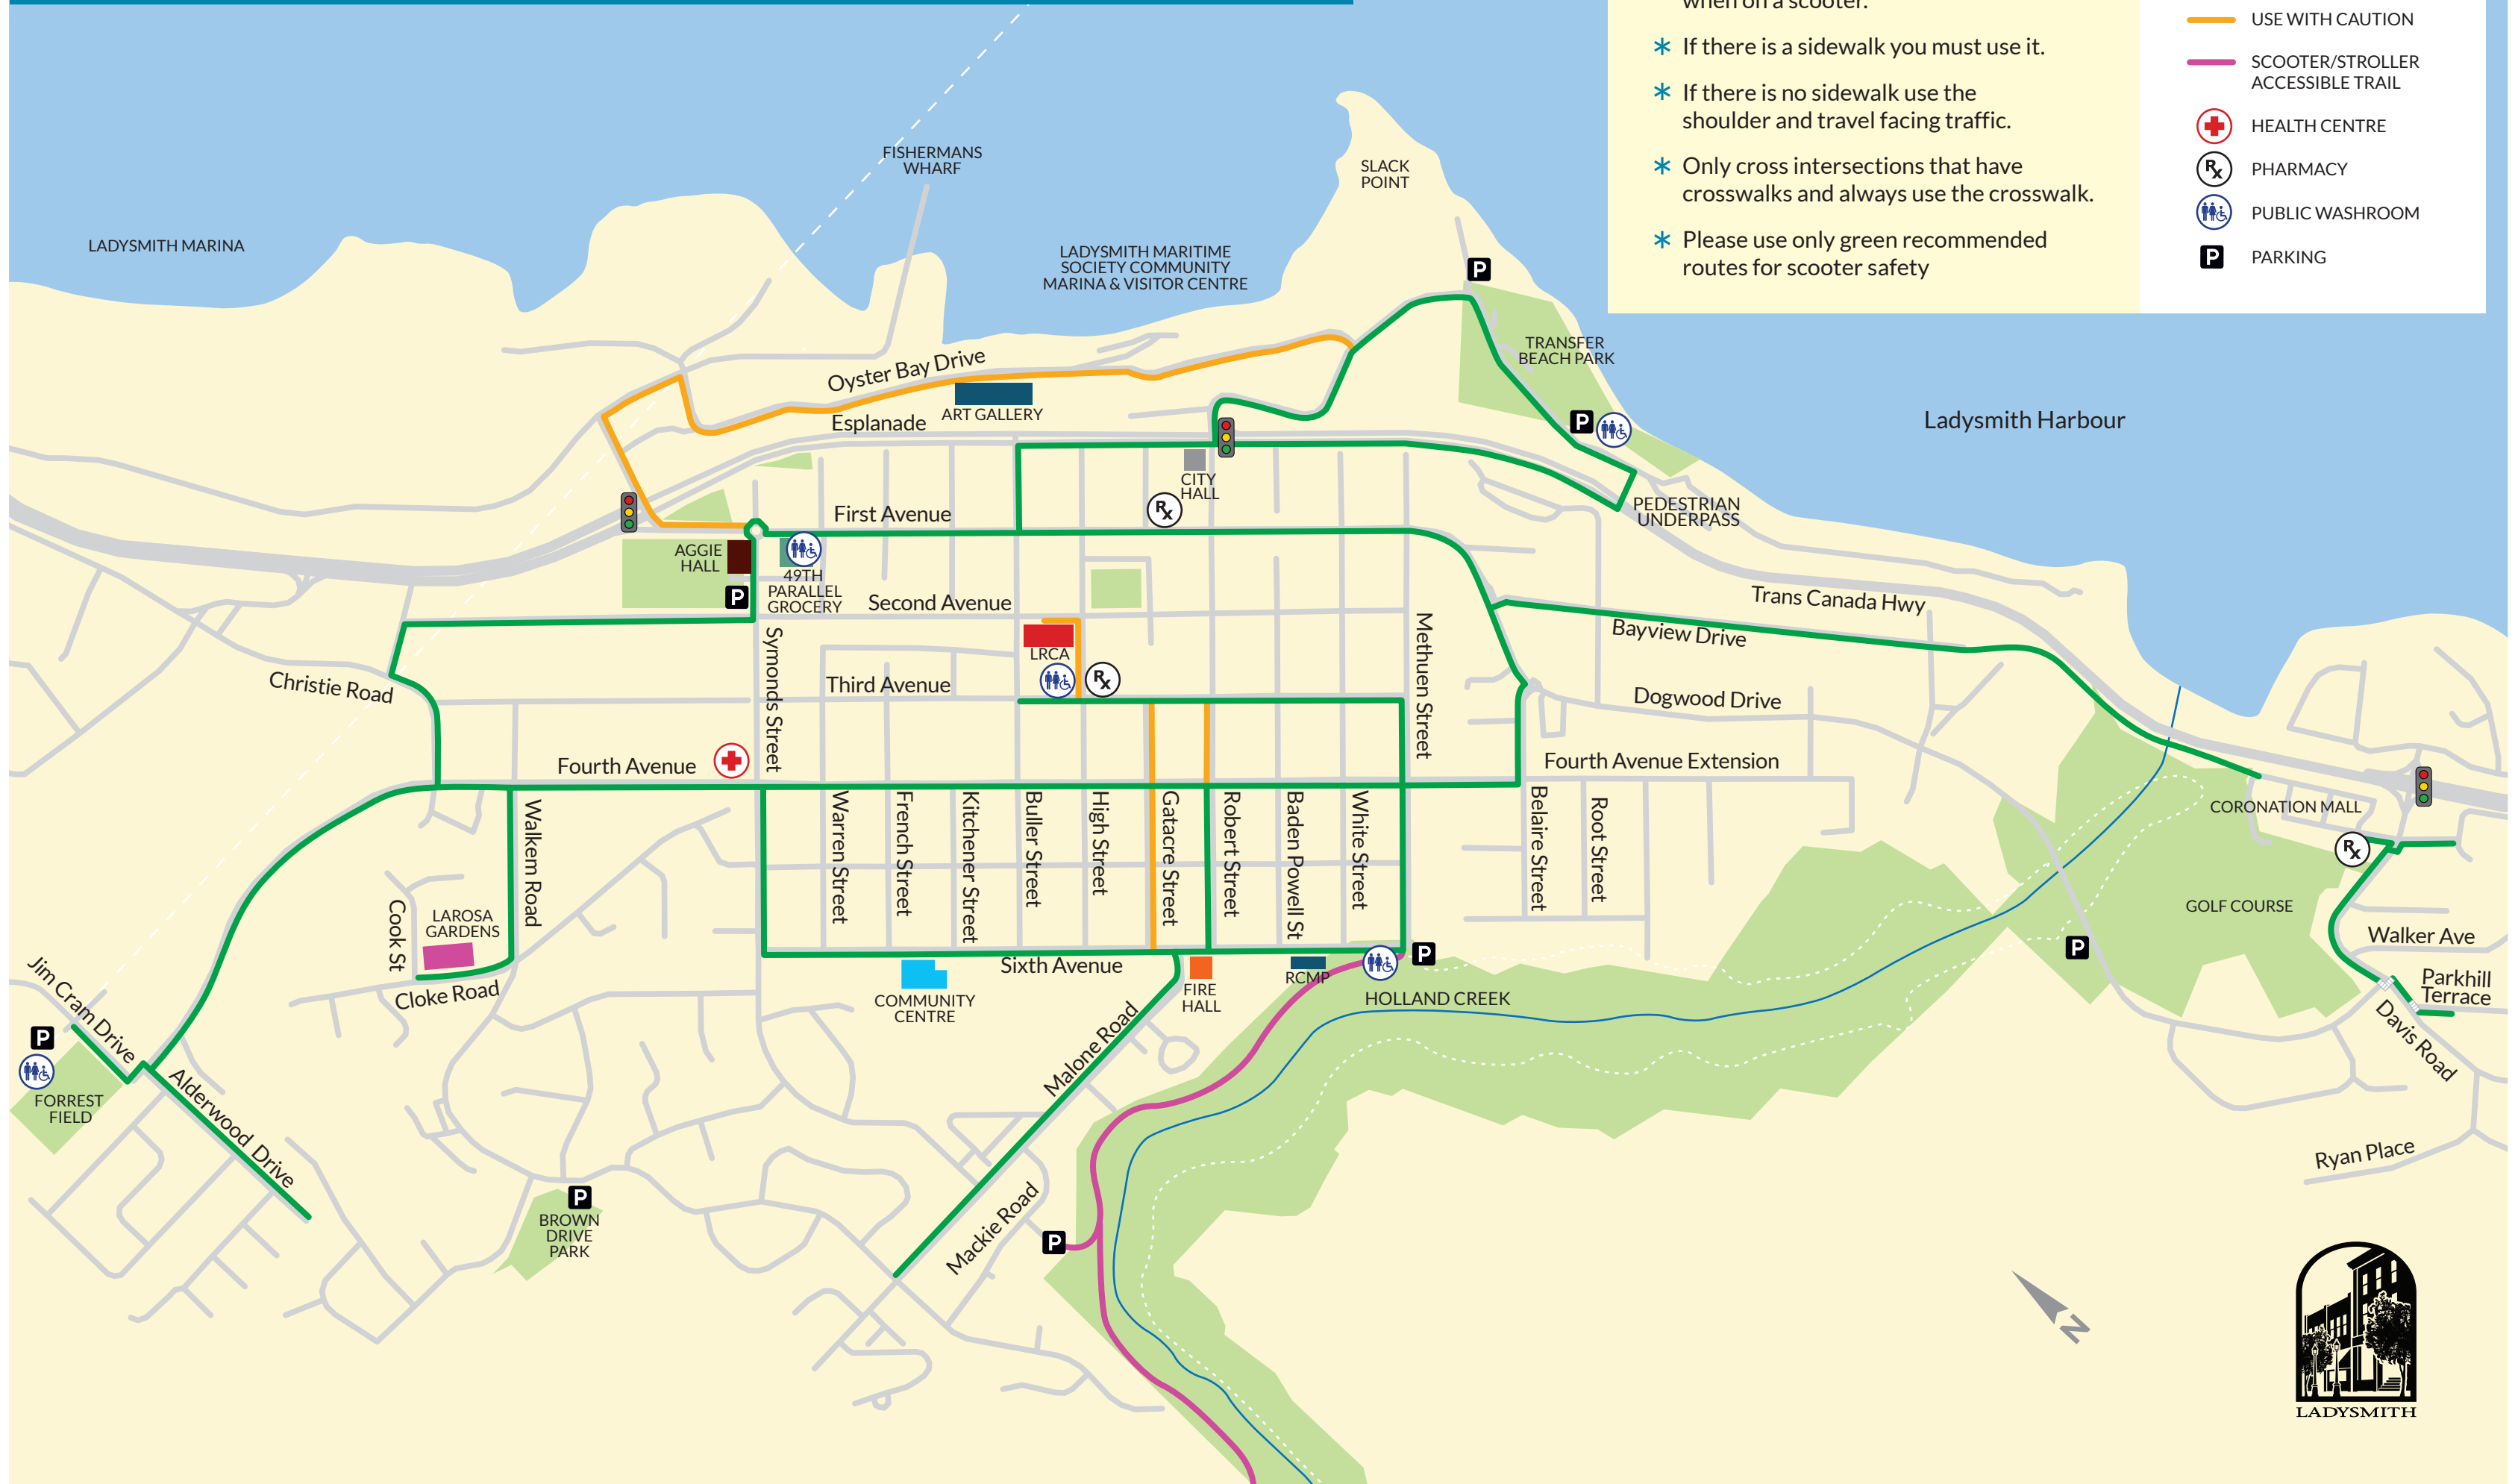 when on a scooter.
* If there is a sidewalk you must use it.
* If there is no sidewalk use the
shoulder and travel facing traffic.
* Only cross intersections that have
crosswalks and always use the crosswalk.
* Please use only green recommended
routes for scooter safety
USE WITH CAUTION
SCOOTER/STROLLER
ACCESSIBLE TRAIL
HEALTH CENTRE
Rx
PHARMACY
PUBLIC WASHROOM
P
PARKING
FISHERMANS
WHARF
SLACK
POINT
LADYSMITH MARINA
LADYSMITH MARITIME
SOCIETY COMMUNITY
MARINA & VISITOR CENTRE
P
TRANSFER
BEACH PARK
Oyster Bay Drive
ART GALLERY
Esplanade
P
Ladysmith Harbour
CITY
HALL
Rx
First Avenue
PEDESTRIAN
UNDERPASS
AGGIE
HALL
P
49TH
PARALLEL
GROCERY
Second Avenue
Trans Canada Hwy
Bayview Drive
Symonds Street
LRCA
Rx
Methuen Street
Christie Road
Third Avenue
Dogwood Drive
Fourth Avenue
Fourth Avenue Extension
CORONATION MALL
Rx
Walkem Road
Warren Street
French Street
Kitchener Street
Buller Street
High Street
Gatacre Street
Robert Street
Baden Powell St
White Street
Belaire Street
Root Street
Cook St
LAROSA
GARDENS
Cloke Road
GOLF COURSE
Walker Ave
P
Parkhill
Terrace
Davis Road
Sixth Avenue
COMMUNITY
CENTRE
FIRE
HALL
RCMP
P
HOLLAND CREEK
Jim Cram Drive
P
FORREST
FIELD
Alderwood Drive
Malone Road
Mackie Road
P
P
BROWN
DRIVE
PARK
Ryan Place
N
LADYSMITH